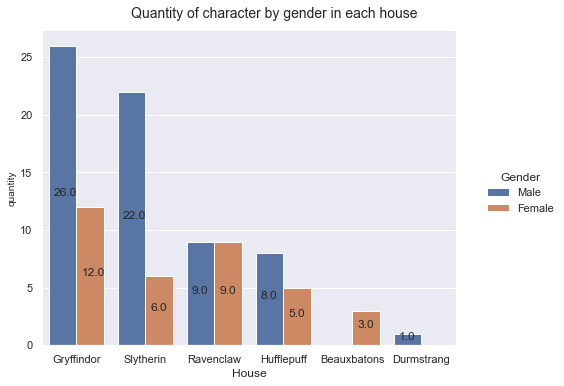 Quantity of character by gender in each house
25
20
15
10
5
0
quantity
26.0
12.0
22.0
6.0
9.0
9.0
8.0
5.0
3.0
1.0
Gryffindor Slytherin Ravenclaw Hufflepuff Beauxbatons Durmstrang
House
Gender
Male
Female